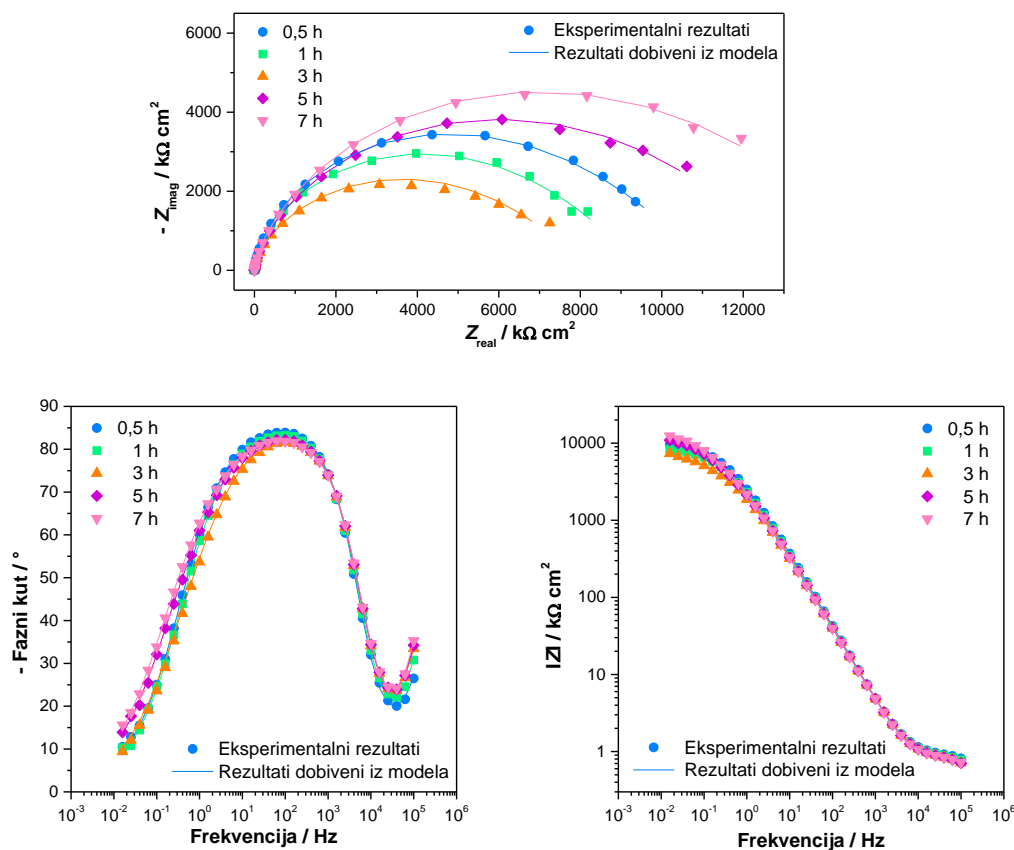 6000
4000
2000
0
- Zimag / kΩ cm²
0,5 h
1 h
3 h
5 h
7 h
Eksperimentalni rezultati
Rezultati dobiveni iz modela
0 2000 4000 6000 8000 10000 12000
Zreal / kΩ cm²
90
80
70
60
50
40
30
20
10
0
- Fazni kut / °
0,5 h
1 h
3 h
5 h
7 h
Eksperimentalni rezultati
Rezultati dobiveni iz modela
10⁻³ 10⁻² 10⁻¹ 10⁰ 10¹ 10² 10³ 10⁴ 10⁵ 10⁶
Frekvencija / Hz
10000
1000
100
10
1
|Z| / kΩ cm²
0,5 h
1 h
3 h
5 h
7 h
Eksperimentalni rezultati
Rezultati dobiveni iz modela
10⁻³ 10⁻² 10⁻¹ 10⁰ 10¹ 10² 10³ 10⁴ 10⁵ 10⁶
Frekvencija / Hz